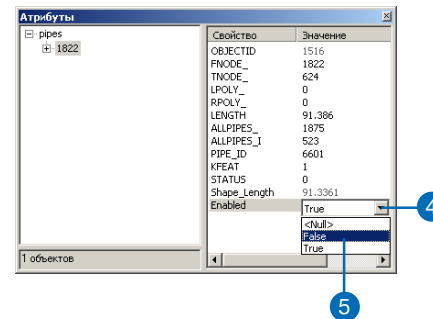 Атрибуты
pipes
1822
Свойство Значение
OBJECTID 1516
FNODE_ 1822
TNODE_ 624
LPOLY_ 0
RPOLY_ 0
LENGTH 91.386
ALLPIPES_ 1875
ALLPIPES_I 523
PIPE_ID 6601
KFEAT 1
STATUS 0
Shape_Length 91.3361
Enabled True
<Null>
False
True
4
1 объектов
5